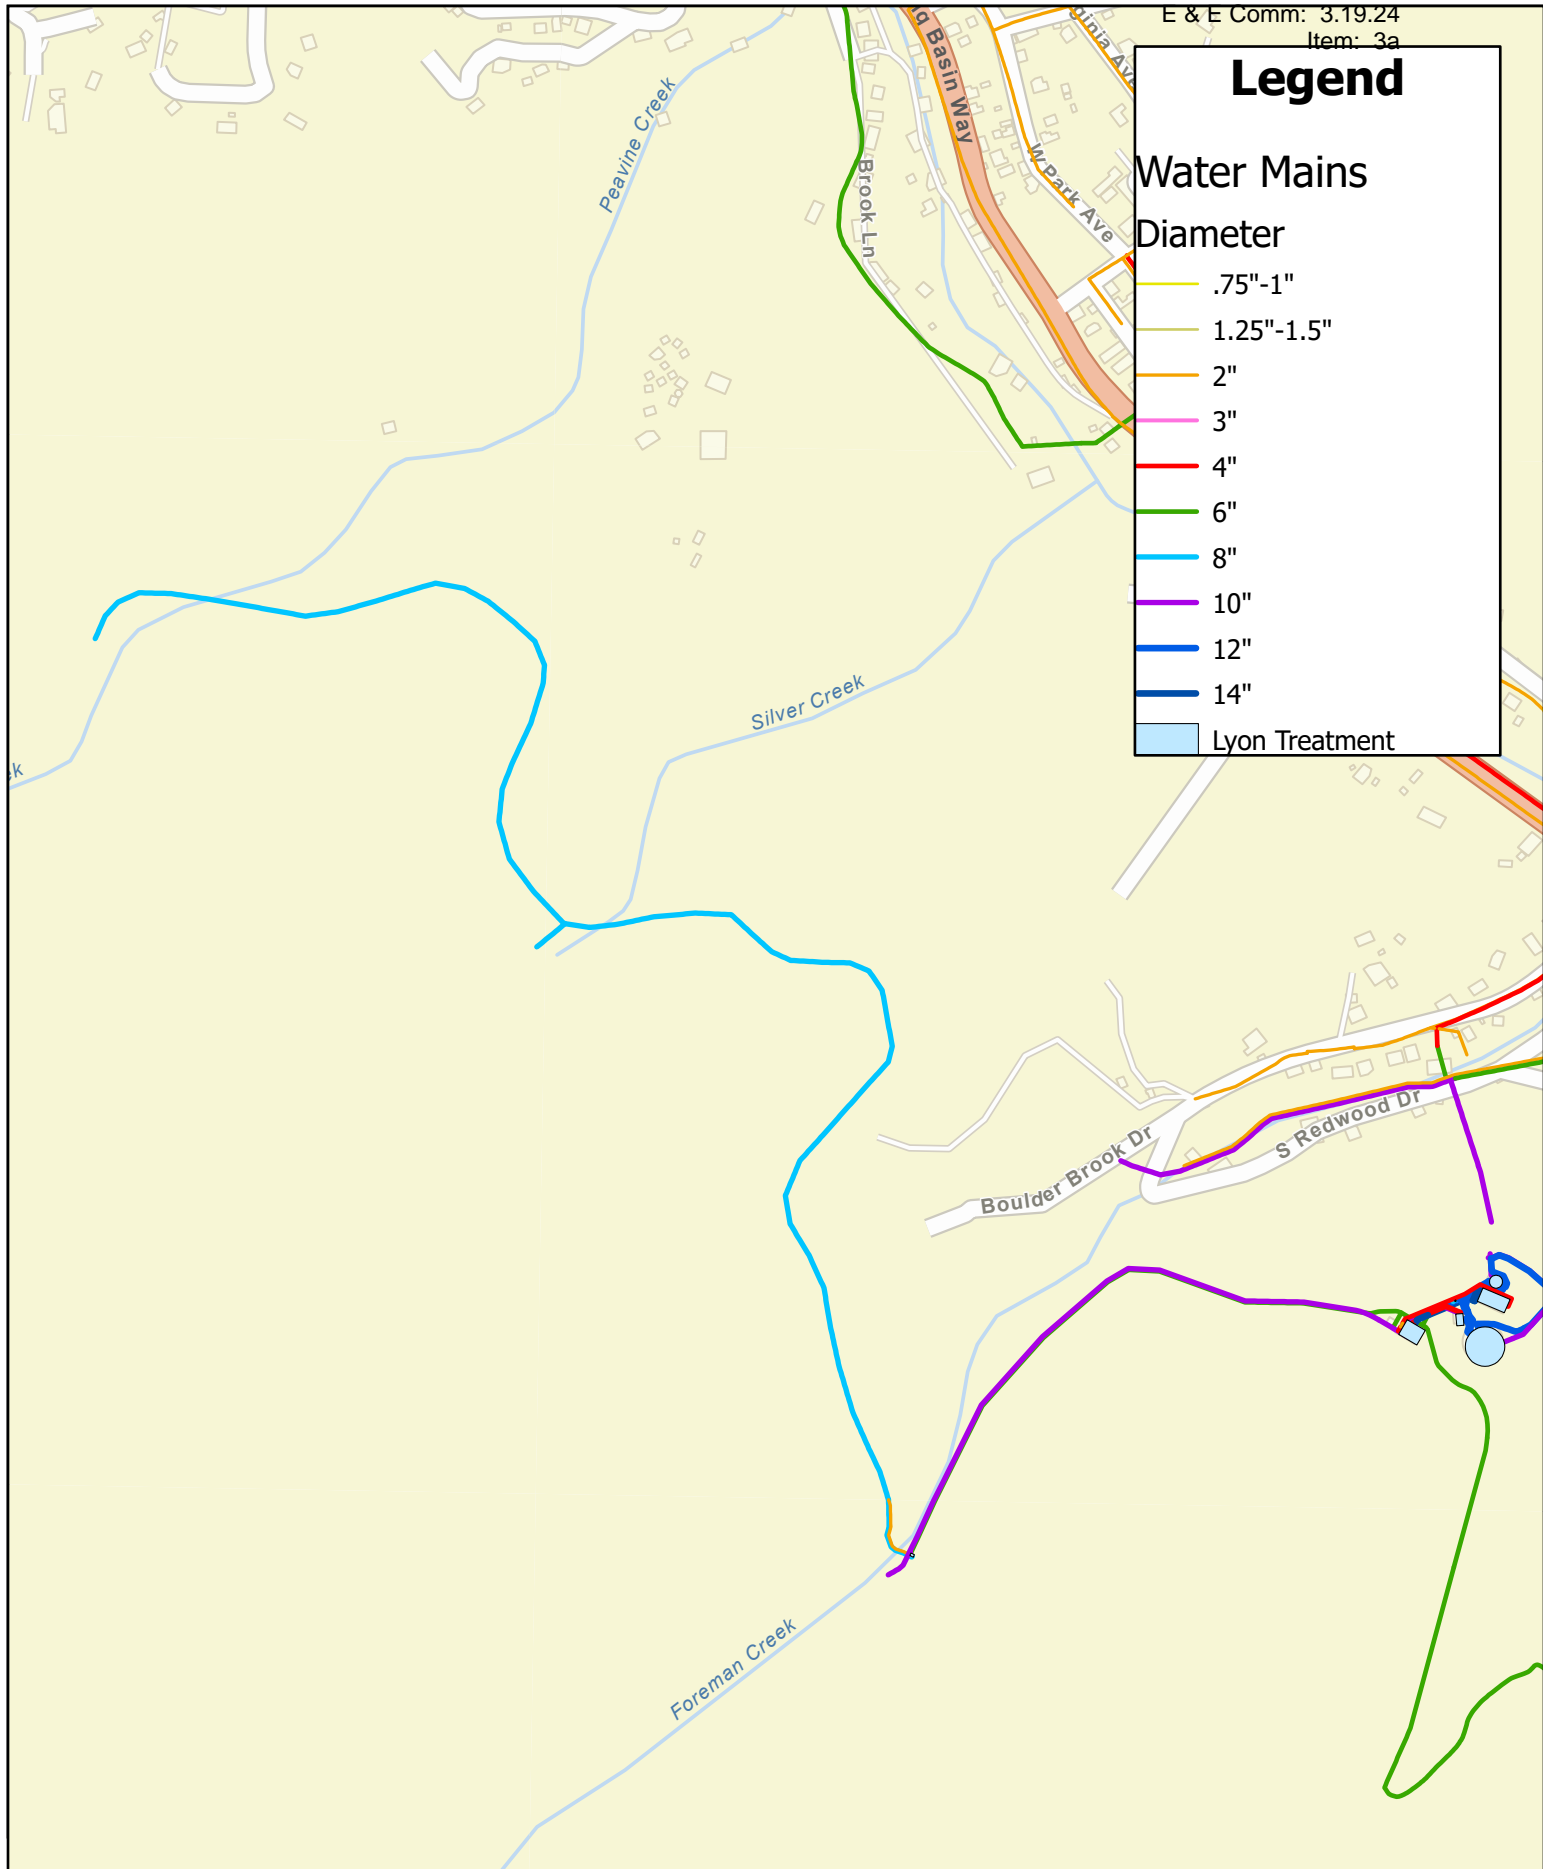 E & E Comm: 3.19.24
Item: 3a
Legend
Water Mains
Diameter
.75"-1"
1.25"-1.5"
2"
3"
4"
6"
8"
10"
12"
14"
Lyon Treatment
Basin Way
W Park Ave
Brook Ln
Peavine Creek
Silver Creek
Boulder Brook Dr
S Redwood Dr
Foreman Creek